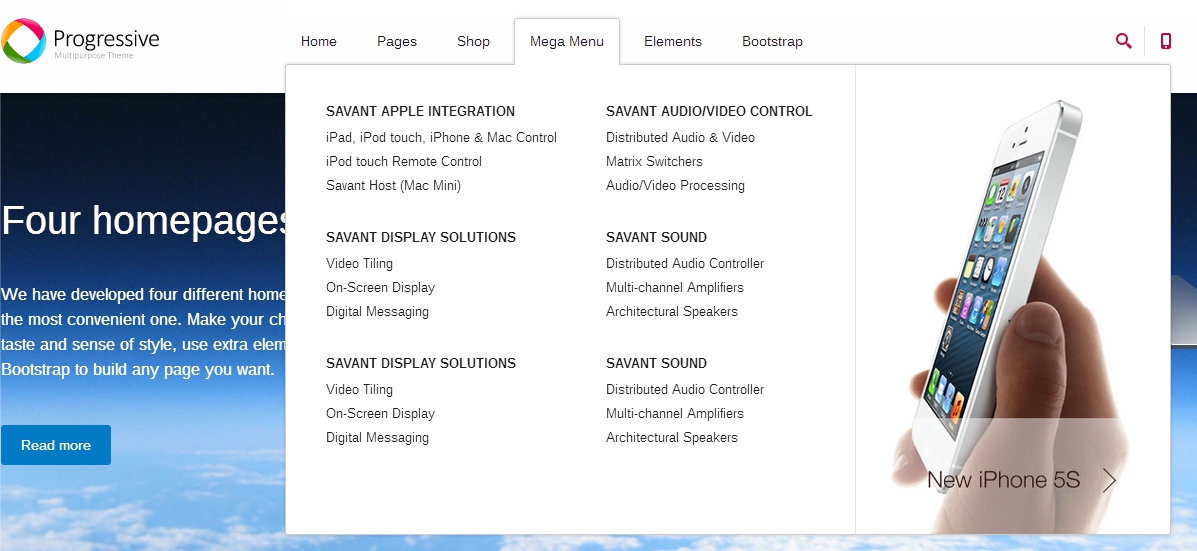 Progressive
Multipurpose Theme
Home
Pages
Shop
Mega Menu
Elements
Bootstrap
SAVANT APPLE INTEGRATION
iPad, iPod touch, iPhone & Mac Control
iPod touch Remote Control
Savant Host (Mac Mini)
SAVANT AUDIO/VIDEO CONTROL
Distributed Audio & Video
Matrix Switchers
Audio/Video Processing
SAVANT DISPLAY SOLUTIONS
Video Tiling
On-Screen Display
Digital Messaging
SAVANT SOUND
Distributed Audio Controller
Multi-channel Amplifiers
Architectural Speakers
SAVANT DISPLAY SOLUTIONS
Video Tiling
On-Screen Display
Digital Messaging
SAVANT SOUND
Distributed Audio Controller
Multi-channel Amplifiers
Architectural Speakers
New iPhone 5S
Four homepages
We have developed four different home
the most convenient one. Make your ch
taste and sense of style, use extra elem
Bootstrap to build any page you want.
Read more